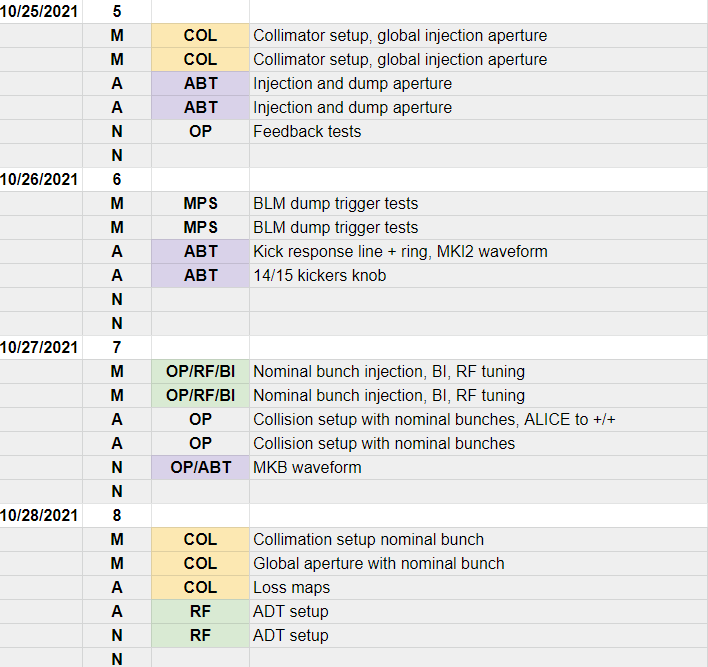 10/25/2021 5
M COL Collimator setup, global injection aperture
M COL Collimator setup, global injection aperture
A ABT Injection and dump aperture
A ABT Injection and dump aperture
N OP Feedback tests
N
10/26/2021 6
M MPS BLM dump trigger tests
M MPS BLM dump trigger tests
A ABT Kick response line + ring, MKI2 waveform
A ABT 14/15 kickers knob
N
N
10/27/2021 7
M OP/RF/BI Nominal bunch injection, BI, RF tuning
M OP/RF/BI Nominal bunch injection, BI, RF tuning
A OP Collision setup with nominal bunches, ALICE to +/+
A OP Collision setup with nominal bunches
N OP/ABT MKB waveform
N
10/28/2021 8
M COL Collimation setup nominal bunch
M COL Global aperture with nominal bunch
A COL Loss maps
A RF ADT setup
N RF ADT setup
N